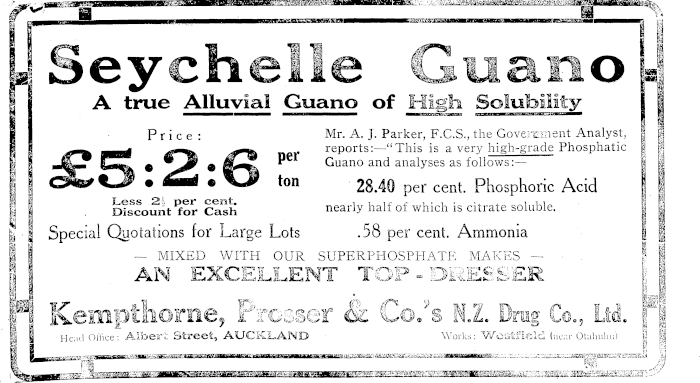 Seychelle Guano
A true Alluvial Guano of High Solubility
Price:
£5:2:6 per ton
Less 2½ per cent.
Discount for Cash
Special Quotations for Large Lots
Mr. A. J. Parker, F.C.S., the Government Analyst,
reports:—"This is a very high-grade Phosphatic
Guano and analyses as follows:—
28.40 per cent. Phosphoric Acid
nearly half of which is citrate soluble.
.58 per cent. Ammonia
— MIXED WITH OUR SUPERPHOSPHATE MAKES —
AN EXCELLENT TOP-DRESSER
Kempthorne, Prosser & Co.'s N.Z. Drug Co., Ltd.
Head Office: Albert Street, AUCKLAND Works: Westfield (near Otahuhu)